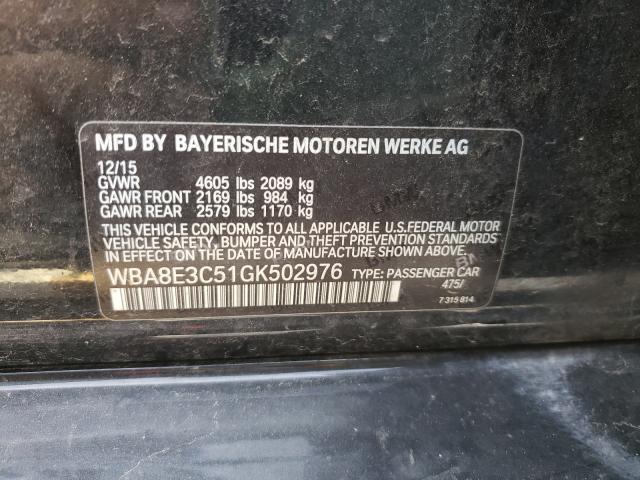 MFD BY BAYERISCHE MOTOREN WERKE AG
12/15
GVWR 4605 lbs 2089 kg
GAWR FRONT 2169 lbs 984 kg
GAWR REAR 2579 lbs 1170 kg
THIS VEHICLE CONFORMS TO ALL APPLICABLE U.S.FEDERAL MOTOR
VEHICLE SAFETY, BUMPER AND THEFT PREVENTION STANDARDS
IN EFFECT ON THE DATE OF MANUFACTURE SHOWN ABOVE.
WBA8E3C51GK502976 TYPE: PASSENGER CAR
475/
7 315 814